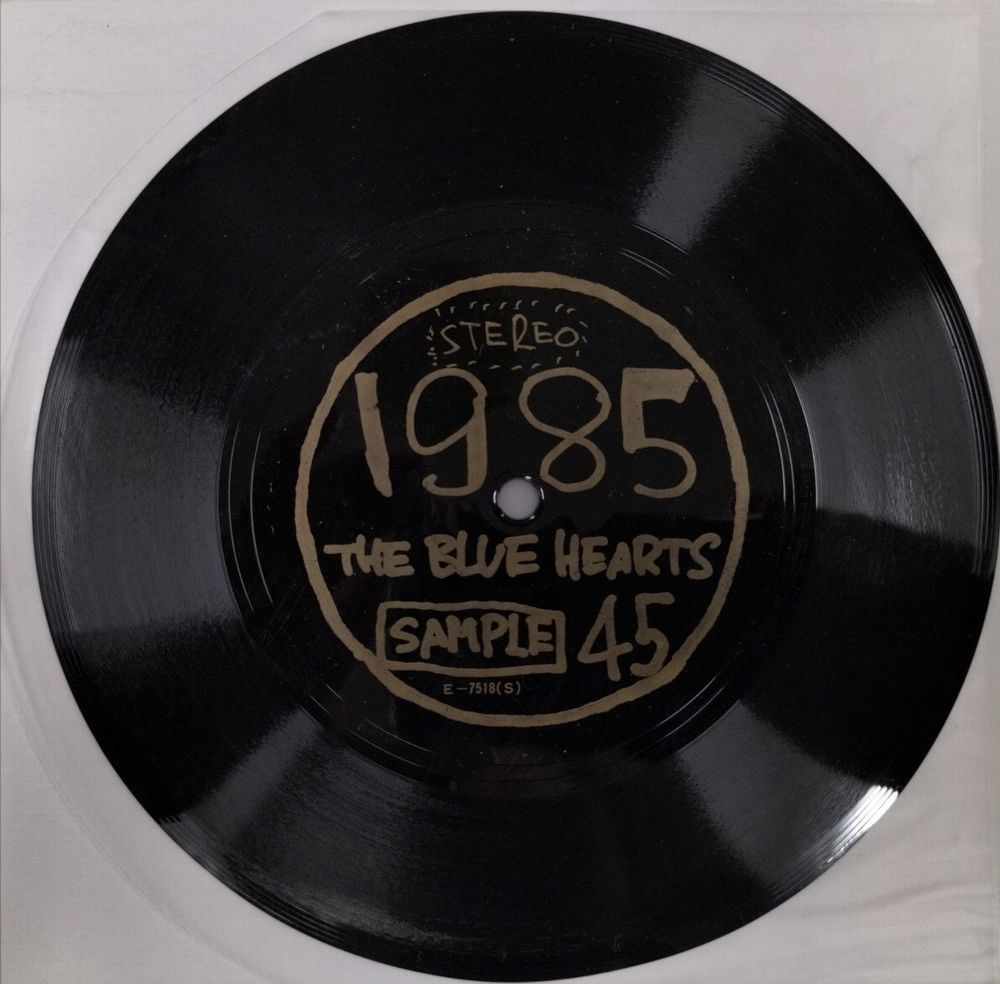 STEREO
1985
THE BLUE HEARTS
SAMPLE 45
E-7518(S)